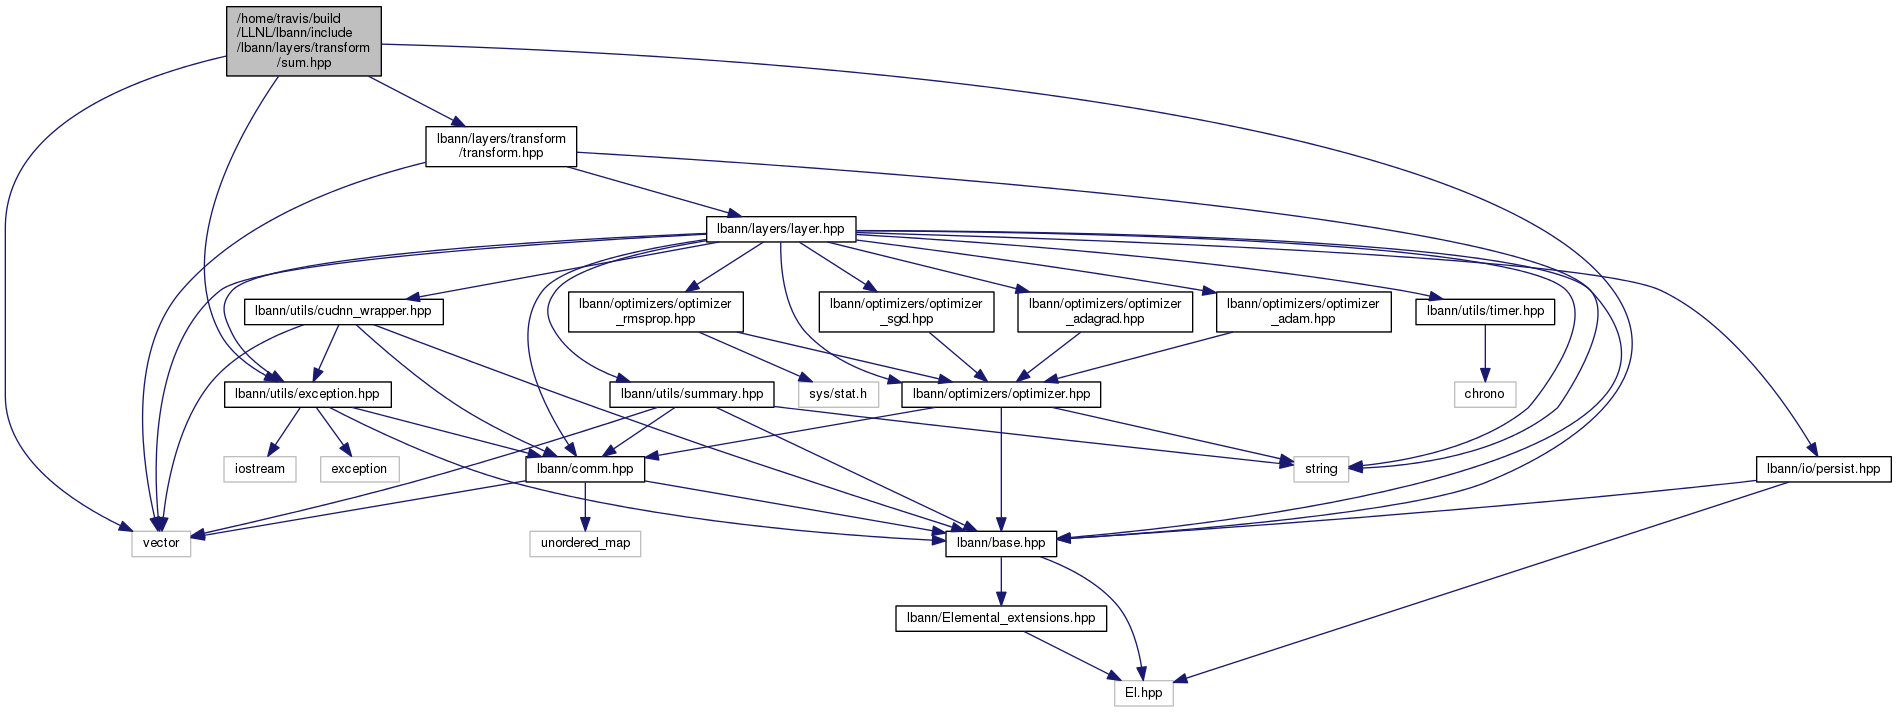 /home/travis/build
/LLNL/lbann/include
/lbann/layers/transform
/sum.hpp
lbann/layers/transform
/transform.hpp
lbann/layers/layer.hpp
lbann/utils/cudnn_wrapper.hpp
lbann/optimizers/optimizer
_rmsprop.hpp
lbann/optimizers/optimizer
_sgd.hpp
lbann/optimizers/optimizer
_adagrad.hpp
lbann/optimizers/optimizer
_adam.hpp
lbann/utils/timer.hpp
lbann/utils/exception.hpp
lbann/utils/summary.hpp
sys/stat.h
lbann/optimizers/optimizer.hpp
chrono
iostream
exception
lbann/comm.hpp
string
lbann/io/persist.hpp
vector
unordered_map
lbann/base.hpp
lbann/Elemental_extensions.hpp
El.hpp